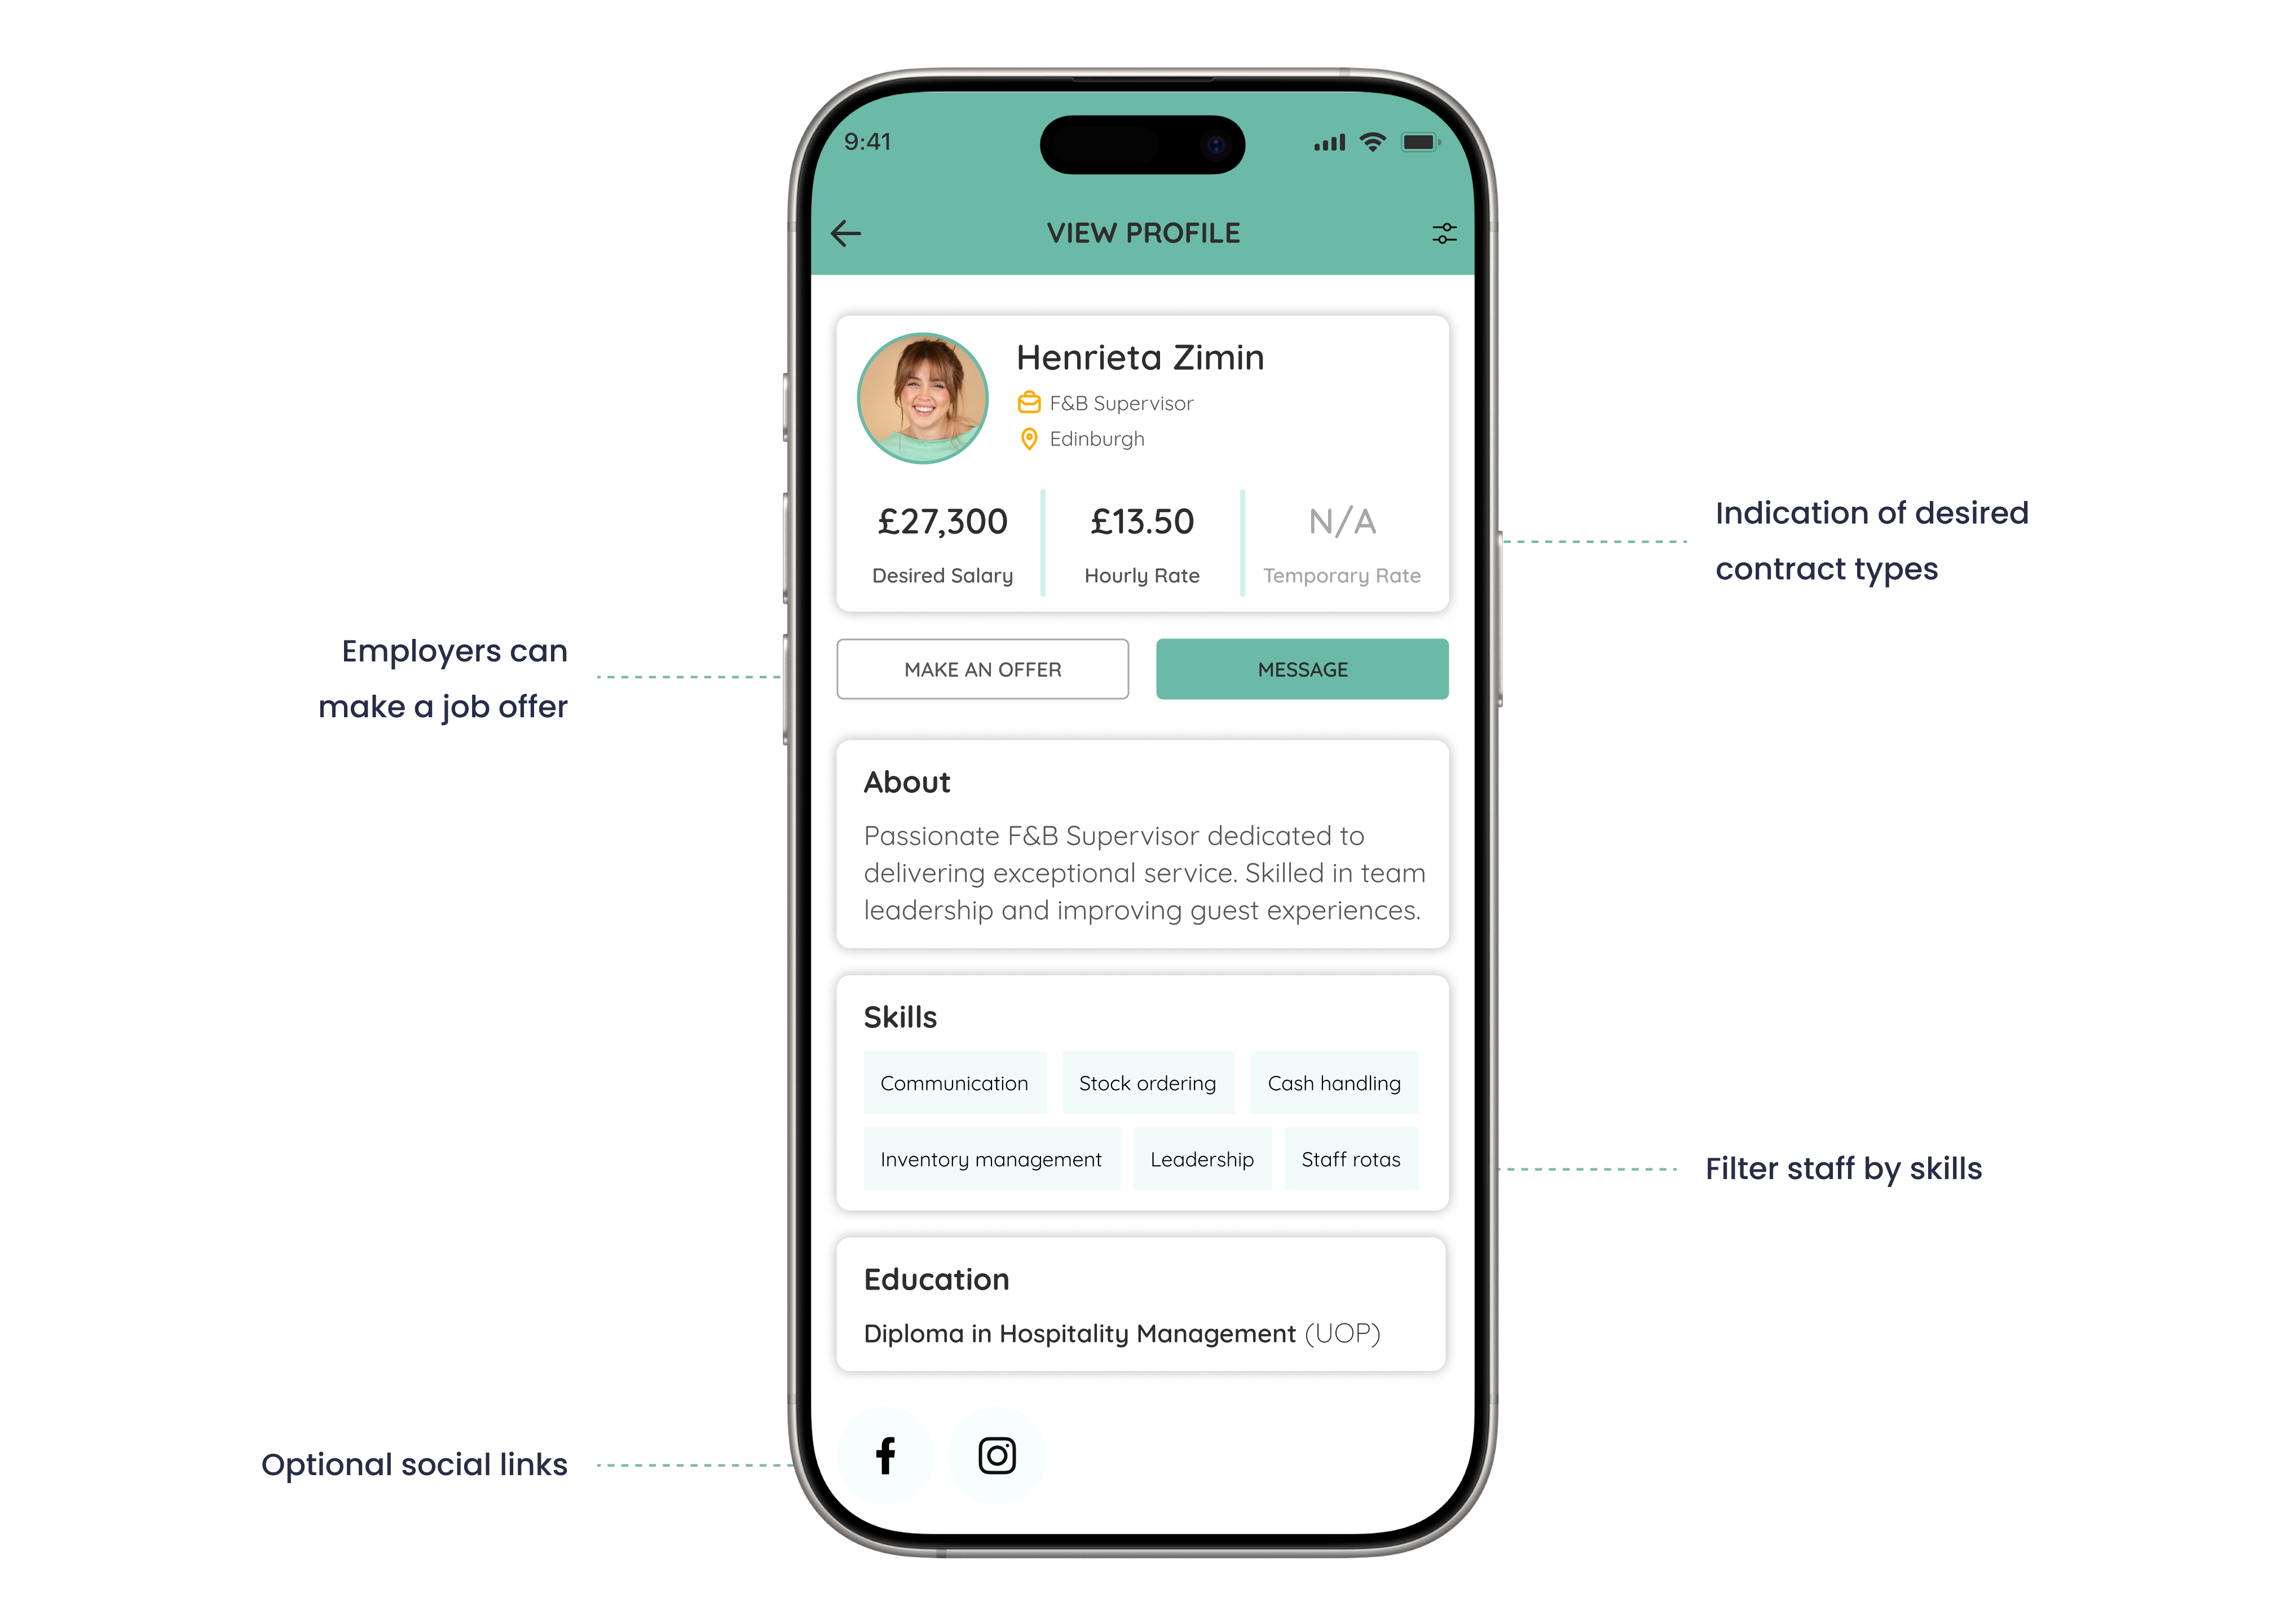 9:41
VIEW PROFILE
Henrieta Zimin
F&B Supervisor
Edinburgh
£27,300
Desired Salary
£13.50
Hourly Rate
N/A
Temporary Rate
Indication of desired
contract types
Employers can
make a job offer
MAKE AN OFFER
MESSAGE
About
Passionate F&B Supervisor dedicated to
delivering exceptional service. Skilled in team
leadership and improving guest experiences.
Skills
Communication
Stock ordering
Cash handling
Inventory management
Leadership
Staff rotas
Filter staff by skills
Education
Diploma in Hospitality Management (UOP)
Optional social links